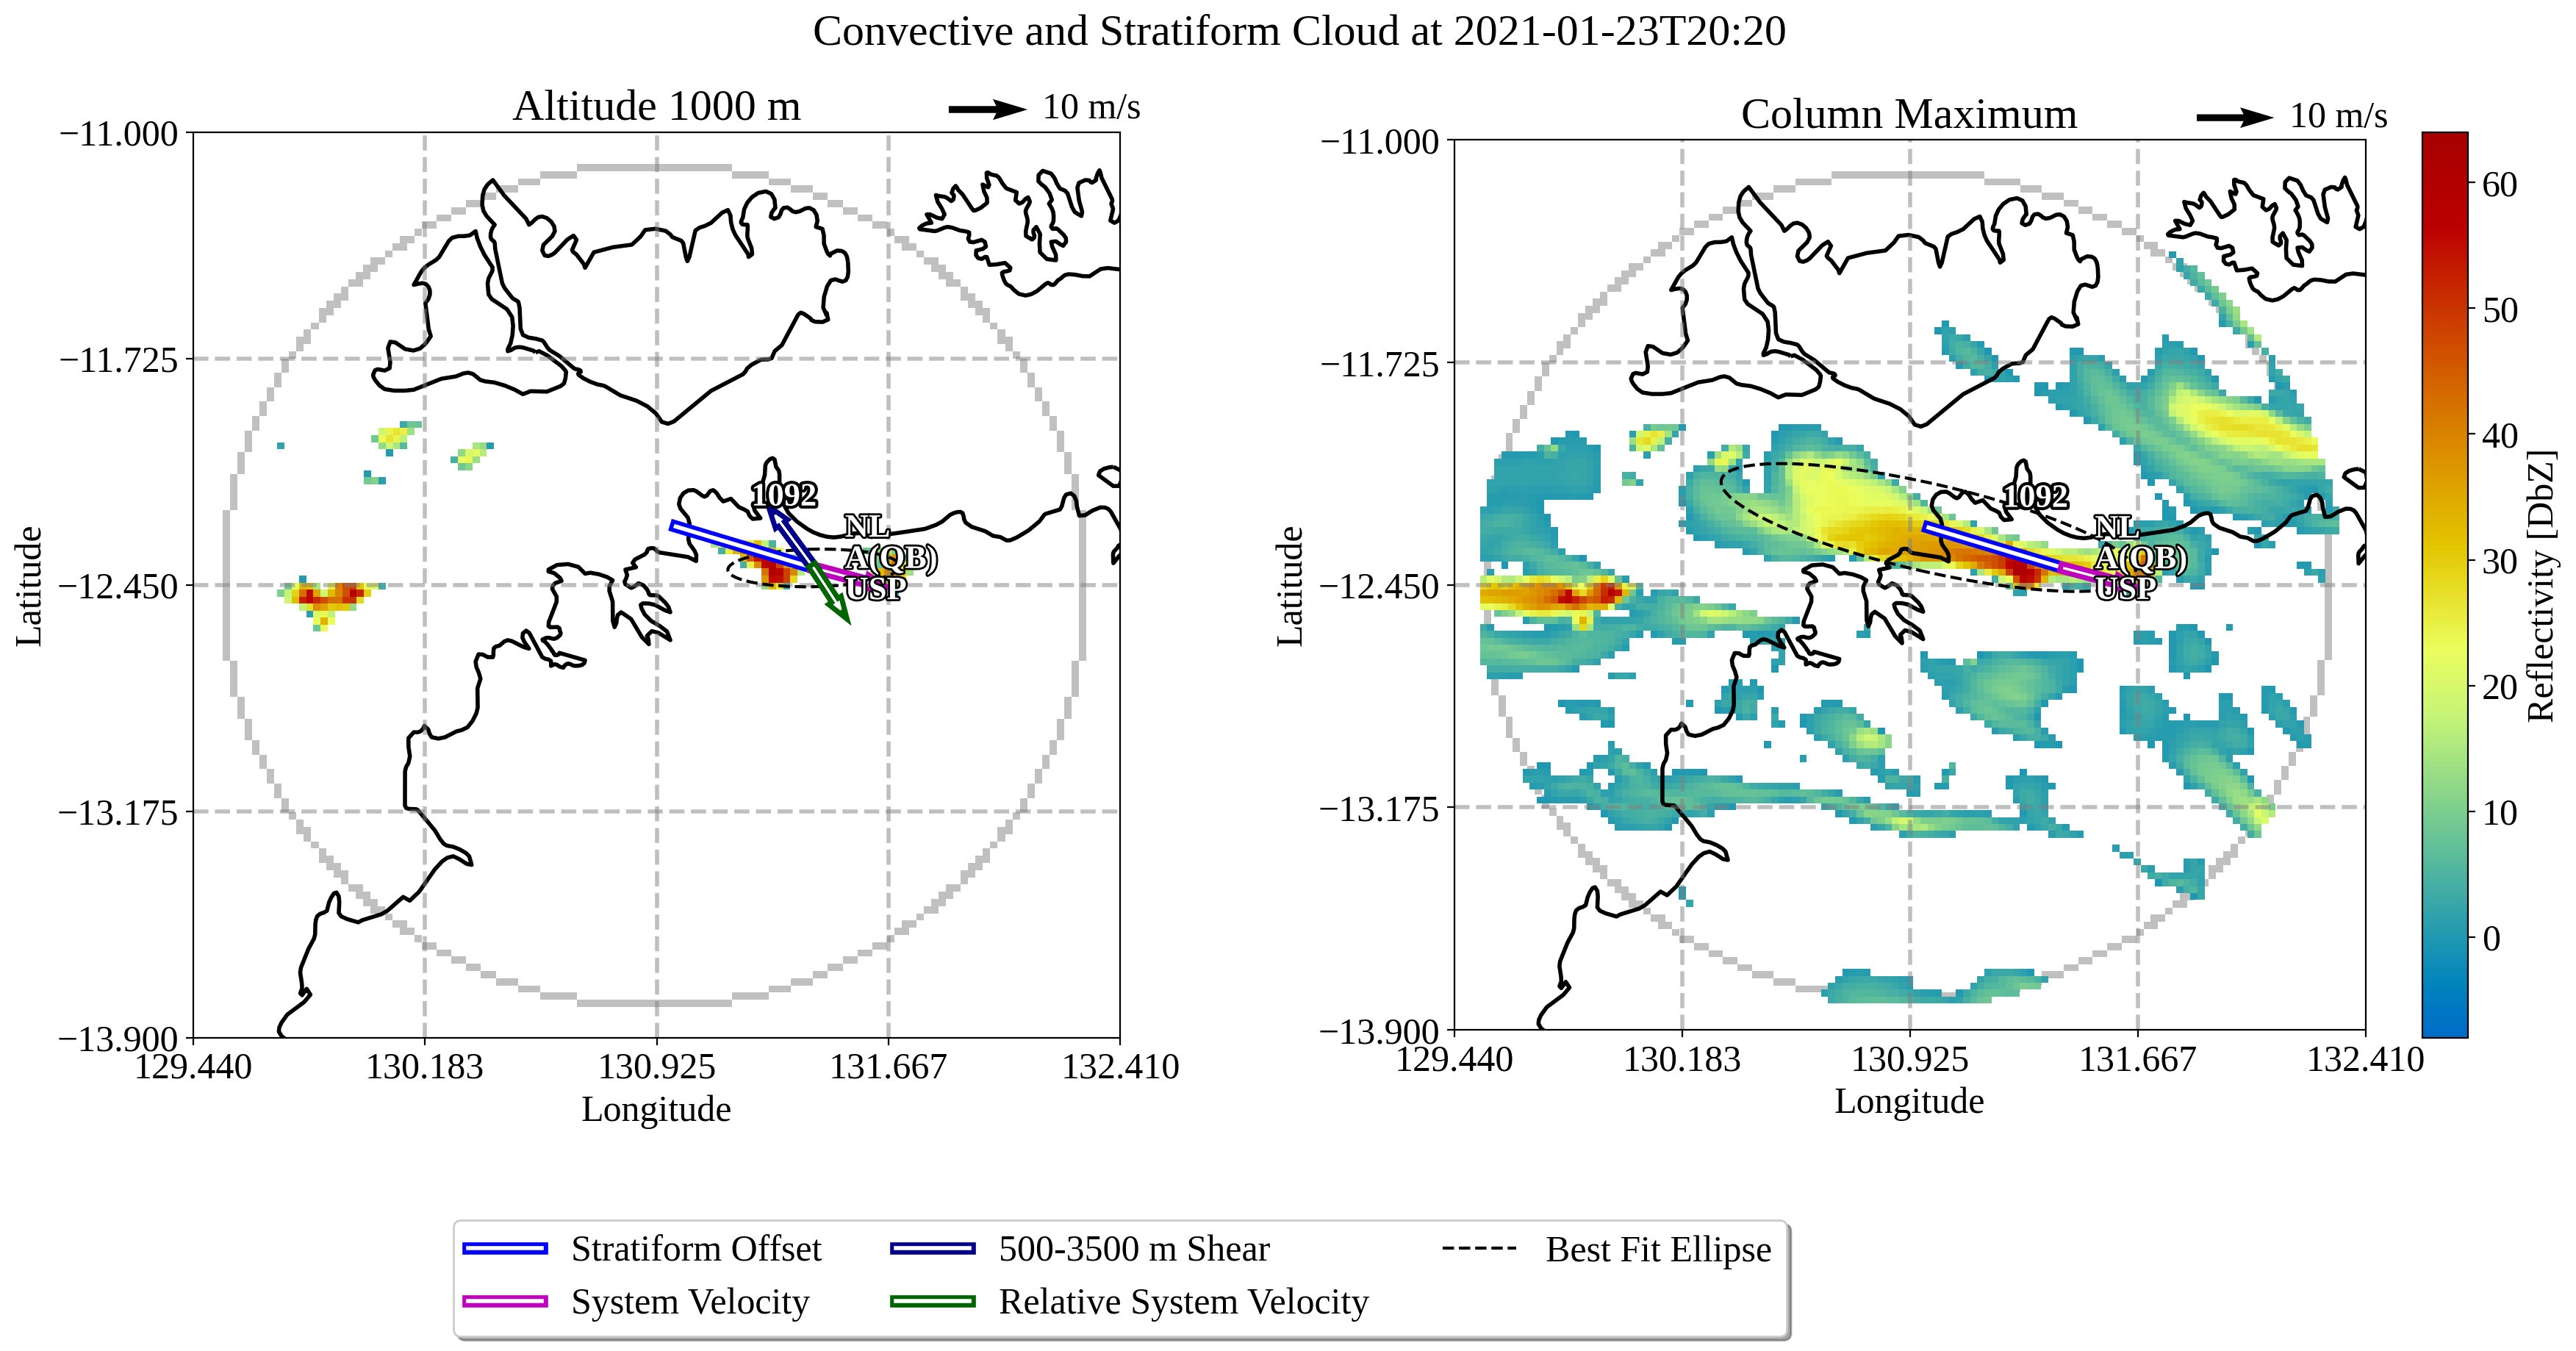 Convective and Stratiform Cloud at 2021-01-23T20:20
Altitude 1000 m
10 m/s
−11.000
−11.725
−12.450
−13.175
−13.900
Latitude
129.440
130.183
130.925
131.667
132.410
Longitude
1092
NL
A(QB)
USP
Column Maximum
10 m/s
−11.000
−11.725
−12.450
−13.175
−13.900
Latitude
129.440
130.183
130.925
131.667
132.410
Longitude
1092
NL
A(QB)
USP
60
50
40
30
20
10
0
Reflectivity [DbZ]
Stratiform Offset
System Velocity
500-3500 m Shear
Relative System Velocity
Best Fit Ellipse